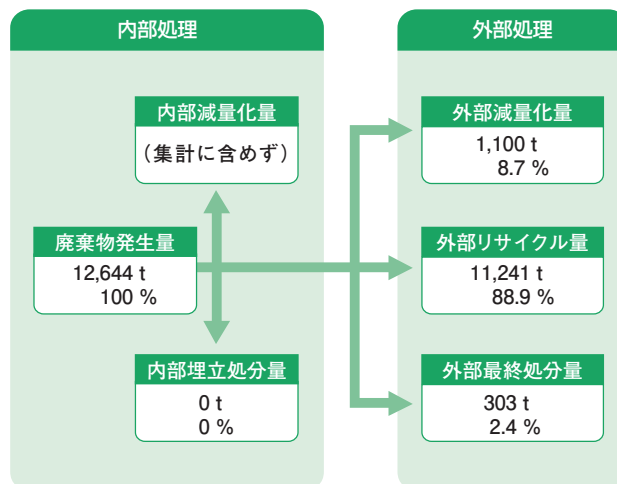 内部処理
内部減量化量
(集計に含めず)
廃棄物発生量
12,644 t
100 %
内部埋立処分量
0 t
0 %
外部処理
外部減量化量
1,100 t
8.7 %
外部リサイクル量
11,241 t
88.9 %
外部最終処分量
303 t
2.4 %